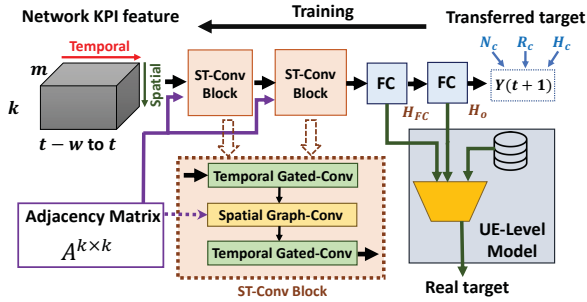 Network KPI feature
Training
Transferred target
Temporal
Spatial
m
k
t − w to t
ST-Conv
Block
ST-Conv
Block
FC
FC
H_FC
H_o
N_c
R_c
H_c
Y(t + 1)
Temporal Gated-Conv
Spatial Graph-Conv
Temporal Gated-Conv
ST-Conv Block
Adjacency Matrix
A^{k×k}
UE-Level
Model
Real target